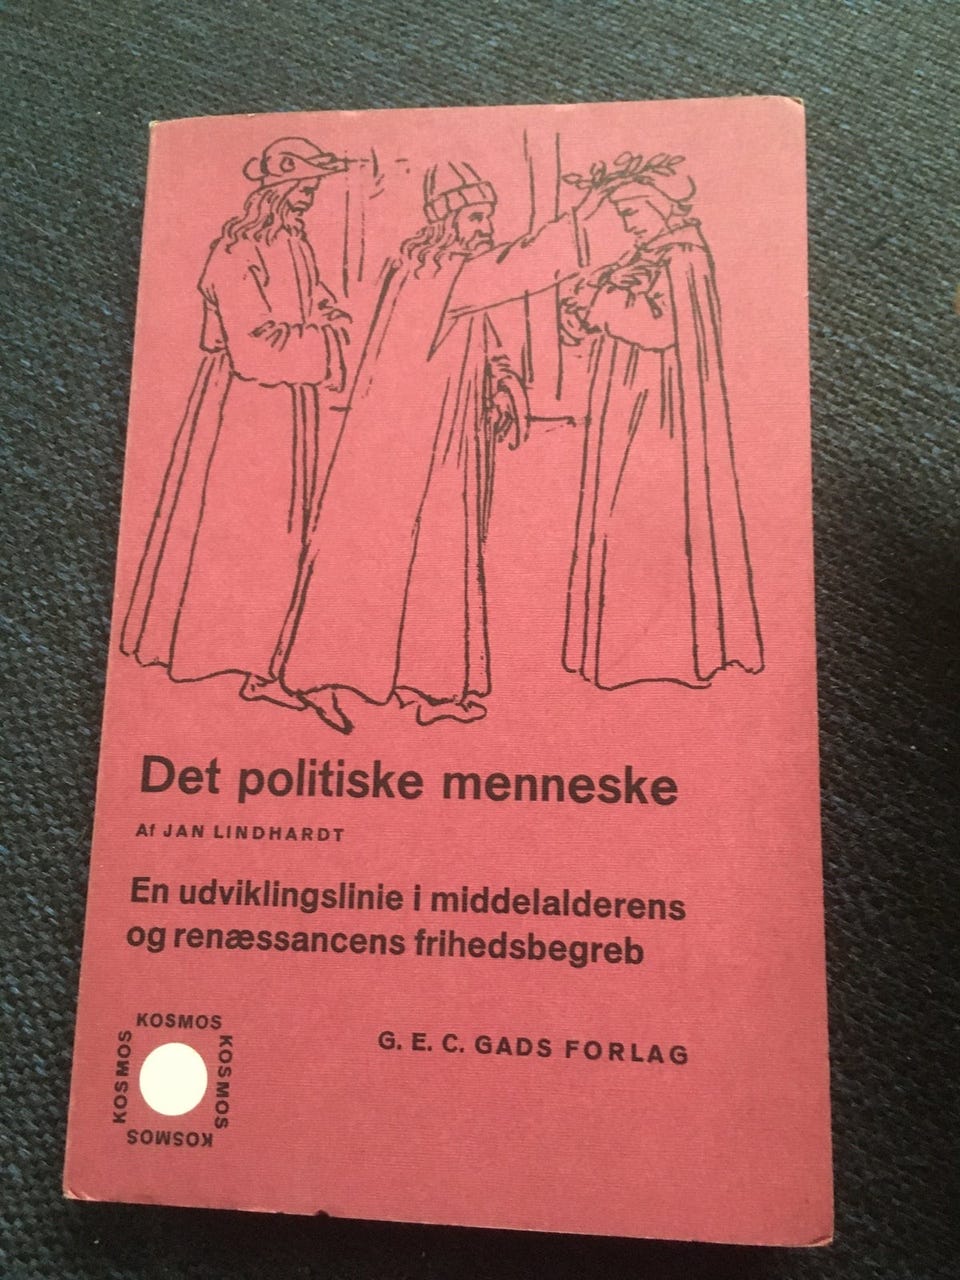 Det politiske menneske
Af JAN LINDHARDT
En udviklingslinie i middelalderens
og renæssancens frihedsbegreb
KOSMOS
KOSMOS
KOSMOS
KOSMOS
G. E. C. GADS FORLAG